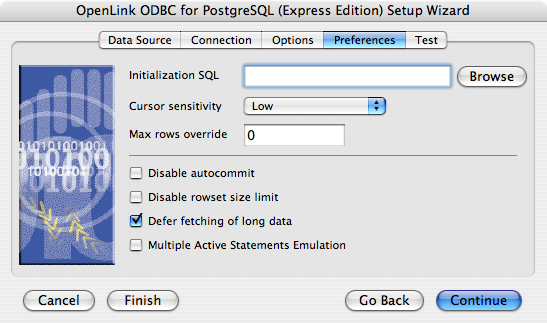 OpenLink ODBC for PostgreSQL (Express Edition) Setup Wizard
Data Source Connection Options Preferences Test
Initialization SQL Browse
Cursor sensitivity Low
Max rows override 0
Disable autocommit
Disable rowset size limit
Defer fetching of long data
Multiple Active Statements Emulation
Cancel Finish Go Back Continue